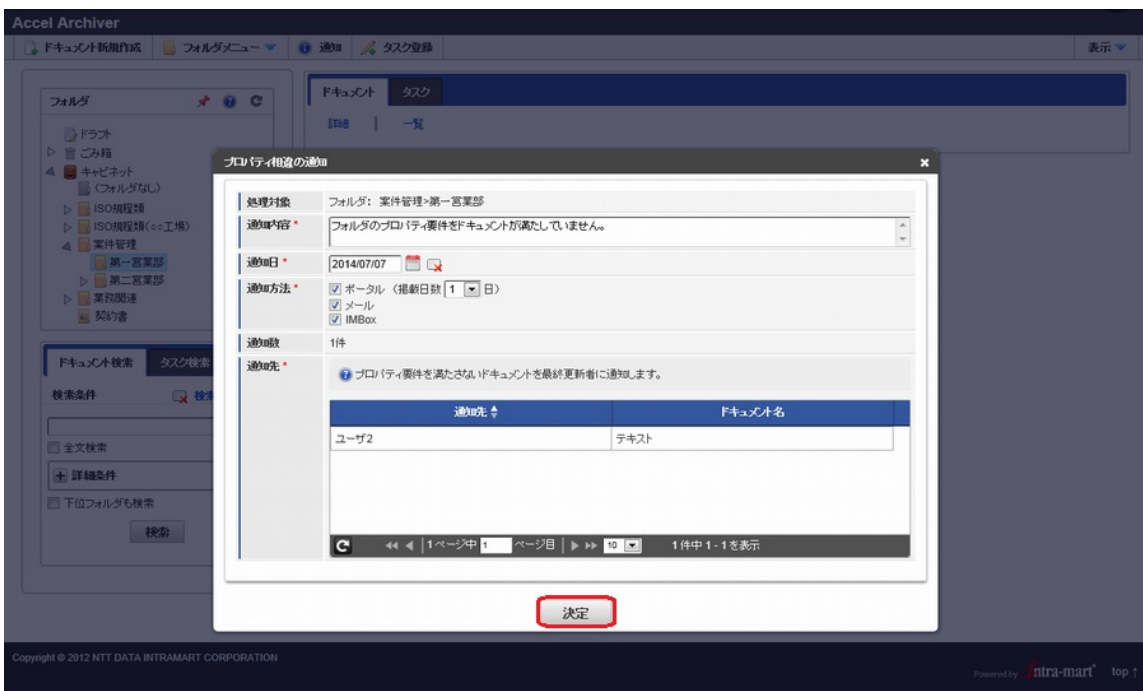 Accel Archiver
ドキュメント新規作成 フォルダメニュー 通知 タスク登録 表示
フォルダ
ドキュメント タスク
詳細 | 一覧
ドラフト
ごみ箱
キャビネット
(フォルダなし)
ISO規程類
ISO規程類(○○工場)
案件管理
第一営業部
第二営業部
業務関連
契約書
ドキュメント検索 タスク検索
検索条件
全文検索
詳細条件
下位フォルダも検索
検索
プロパティ相違の通知
処理対象 フォルダ: 案件管理>第一営業部
通知内容* フォルダのプロパティ要件をドキュメントが満たしていません。
通知日* 2014/07/07
通知方法* ポータル (掲載日数 1 日)
メール
IMBox
通知数 1件
通知先* プロパティ要件を満たさないドキュメントを最終更新者に通知します。
通知先 ドキュメント名
ユーザ2 テキスト
1ページ中 1 ページ目 10 1件中 1 - 1 を表示
決定
Copyright © 2012 NTT DATA INTRAMART CORPORATION
Powered by intra-mart top ↑